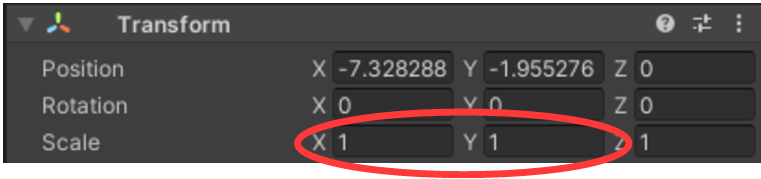 Transform
Position X -7.328288 Y -1.955276 Z 0
Rotation X 0 Y 0 Z 0
Scale X 1 Y 1 Z 1